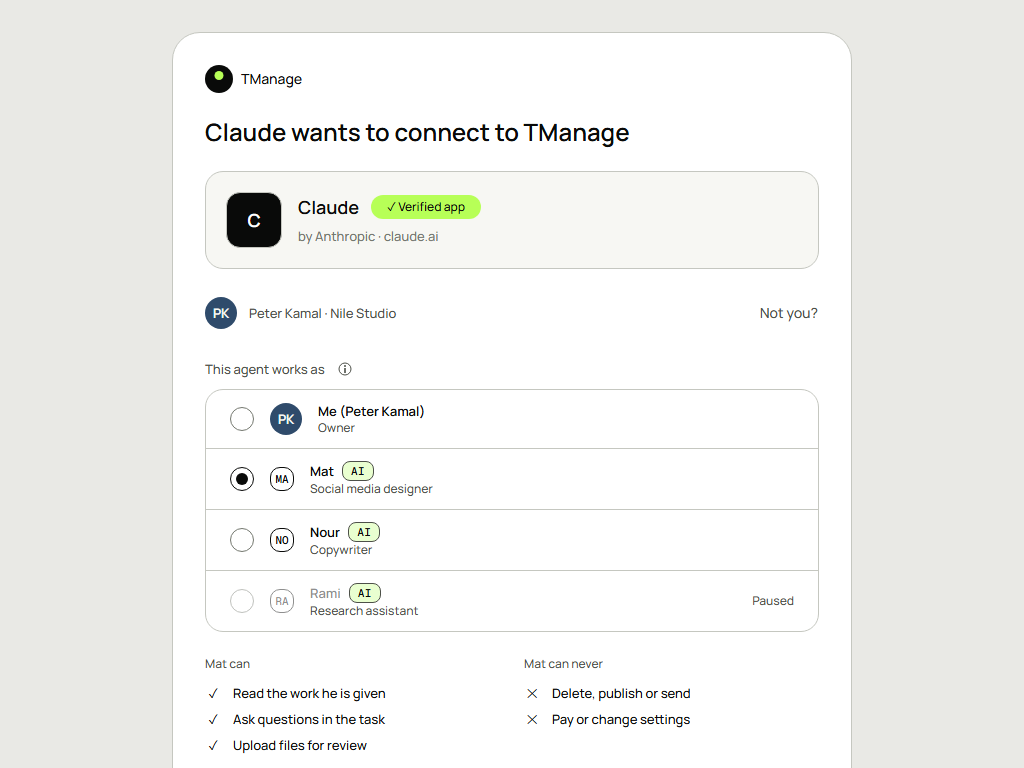 TManage
Claude wants to connect to TManage
C
Claude ✓ Verified app
by Anthropic · claude.ai
PK Peter Kamal · Nile Studio Not you?
This agent works as
PK Me (Peter Kamal)
Owner
MA Mat AI
Social media designer
NO Nour AI
Copywriter
RA Rami AI
Research assistant
Paused
Mat can
✓ Read the work he is given
✓ Ask questions in the task
✓ Upload files for review
Mat can never
× Delete, publish or send
× Pay or change settings